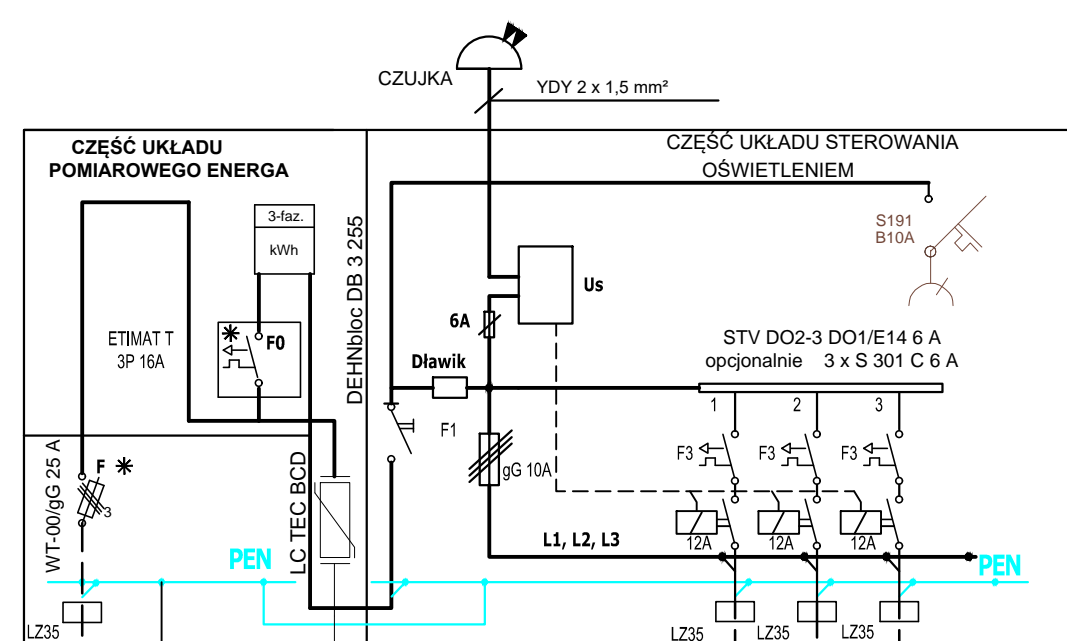 CZUJKA
YDY 2 x 1,5 mm²
CZĘŚĆ UKŁADU
POMIAROWEGO ENERGA
CZĘŚĆ UKŁADU STEROWANIA
OŚWIETLENIEM
3-faz.
kWh
DEHNbloc DB 3 255
S191
B10A
Us
ETIMAT T
3P 16A
F0
6A
STV DO2-3 DO1/E14 6 A
opcjonalnie 3 x S 301 C 6 A
Dławik
1
2
3
F1
F3
F3
F3
WT-00/gG 25 A
F
3
gG 10A
LC TEC BCD
12A
12A
12A
L1, L2, L3
PEN
PEN
LZ35
LZ35
LZ35
LZ35